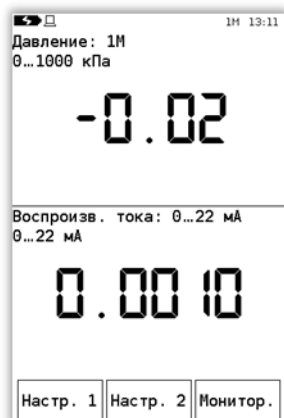 1М 13:11
Давление: 1М
0…1000 кПа
-0.02
Воспроизв. тока: 0…22 мА
0…22 мА
0.0010
Настр. 1 Настр. 2 Монитор.